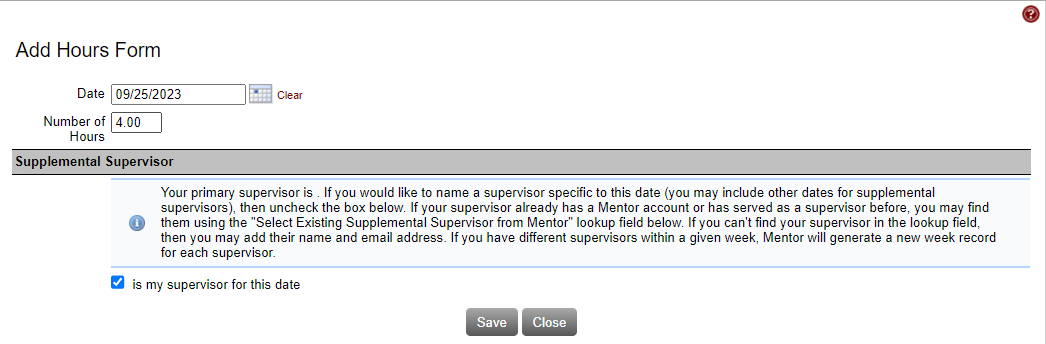 ?
Add Hours Form
Date 09/25/2023 Clear
Number of Hours 4.00
Supplemental Supervisor
Your primary supervisor is . If you would like to name a supervisor specific to this date (you may include other dates for supplemental
supervisors), then uncheck the box below. If your supervisor already has a Mentor account or has served as a supervisor before, you may find
them using the "Select Existing Supplemental Supervisor from Mentor" lookup field below. If you can't find your supervisor in the lookup field,
then you may add their name and email address. If you have different supervisors within a given week, Mentor will generate a new week record
for each supervisor.
is my supervisor for this date
Save Close